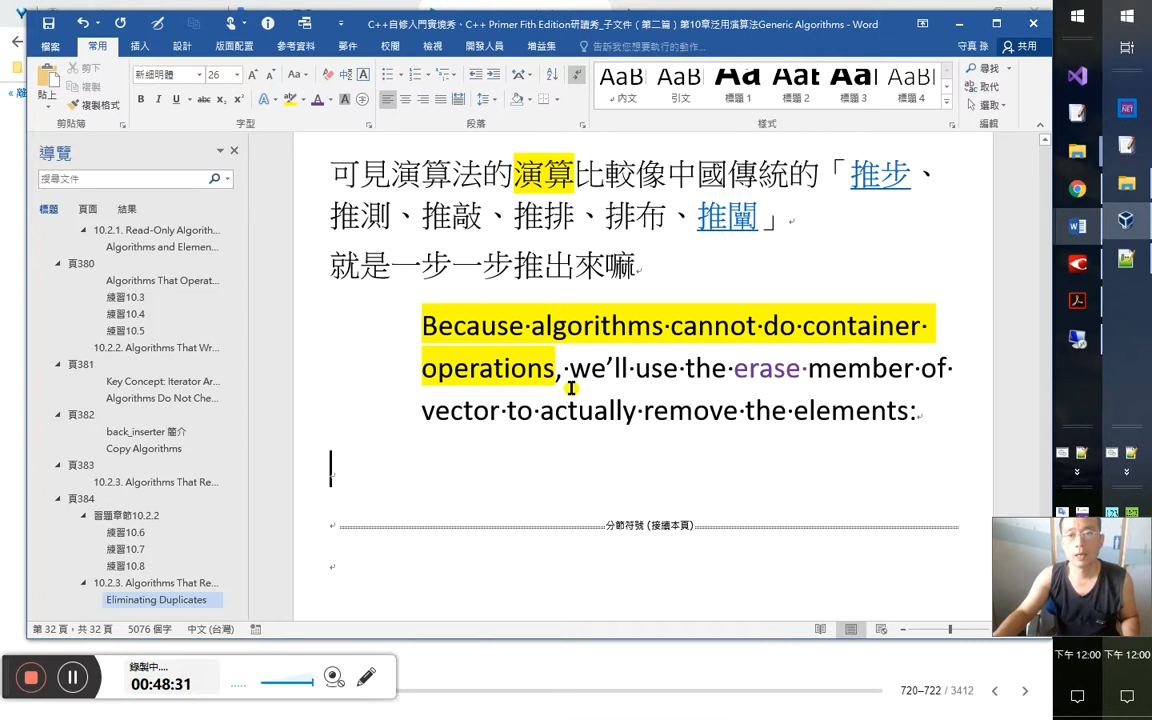 C++自修入門實境秀、C++ Primer Fith Edition研讀秀_子文件（第二篇）第10章泛用演算法Generic Algorithms - Word
檔案 常用 插入 設計 版面配置 參考資料 郵件 校閱 檢視 開發人員 增益集 告訴我您想要執行的動作... 守真 孫 共用
貼上 剪下 複製 複製格式
新細明體 26
AaBb 內文
AaBb 引文
Aa 標題 1
Aab 標題 2
Aal 標題 3
AaBl 標題 4
尋找
取代
選取
剪貼簿 字型 段落 樣式 編輯
導覽
搜尋文件
標題 頁面 結果
10.2.1. Read-Only Algorith...
Algorithms and Elemen...
頁380
Algorithms That Operat...
練習10.3
練習10.4
練習10.5
10.2.2. Algorithms That Wr...
頁381
Key Concept: Iterator Ar...
Algorithms Do Not Che...
頁382
back_inserter 簡介
Copy Algorithms
頁383
10.2.3. Algorithms That Re...
頁384
習題章節10.2.2
練習10.6
練習10.7
練習10.8
10.2.3. Algorithms That Re...
Eliminating Duplicates
可見演算法的演算比較像中國傳統的「推步、
推測、推敲、推排、排布、推闡」
就是一步一步推出來嘛
Because algorithms cannot do container
operations, we’ll use the erase member of
vector to actually remove the elements:
分節符號 (接續本頁)
第 32 頁，共 32 頁 5076 個字 中文 (台灣)
錄製中....
00:48:31
720–722 / 3412
下午 12:00 下午 12:00